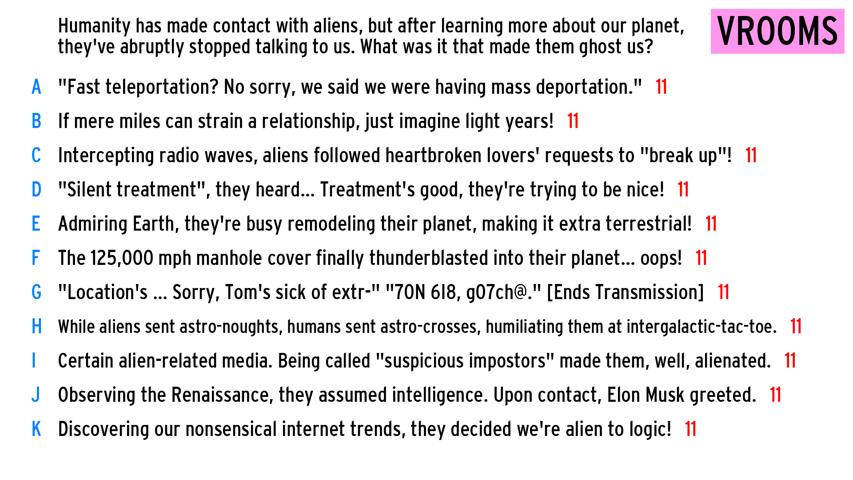 Humanity has made contact with aliens, but after learning more about our planet,
they've abruptly stopped talking to us. What was it that made them ghost us?
VROOMS
A "Fast teleportation? No sorry, we said we were having mass deportation." 11
B If mere miles can strain a relationship, just imagine light years! 11
C Intercepting radio waves, aliens followed heartbroken lovers' requests to "break up"! 11
D "Silent treatment", they heard... Treatment's good, they're trying to be nice! 11
E Admiring Earth, they're busy remodeling their planet, making it extra terrestrial! 11
F The 125,000 mph manhole cover finally thunderblasted into their planet... oops! 11
G "Location's ... Sorry, Tom's sick of extr-" "70N 6l8, g07ch@." [Ends Transmission] 11
H While aliens sent astro-noughts, humans sent astro-crosses, humiliating them at intergalactic-tac-toe. 11
I Certain alien-related media. Being called "suspicious impostors" made them, well, alienated. 11
J Observing the Renaissance, they assumed intelligence. Upon contact, Elon Musk greeted. 11
K Discovering our nonsensical internet trends, they decided we're alien to logic! 11